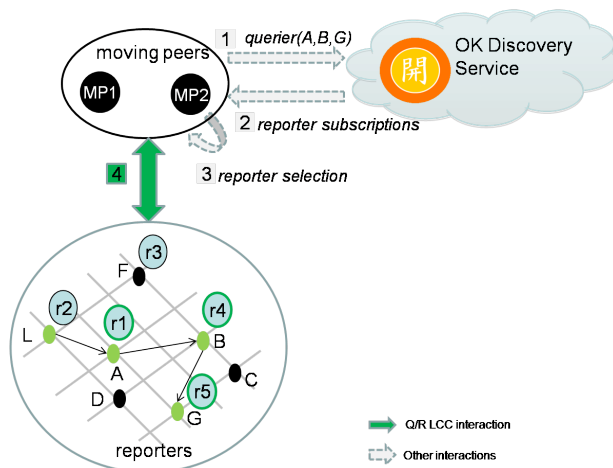 moving peers
MP1
MP2
1 querier(A,B,G)
OK Discovery
Service
開
2 reporter subscriptions
3 reporter selection
4
r3
F
r2
r1
r4
L
A
B
D
r5
C
G
reporters
Q/R LCC interaction
Other interactions